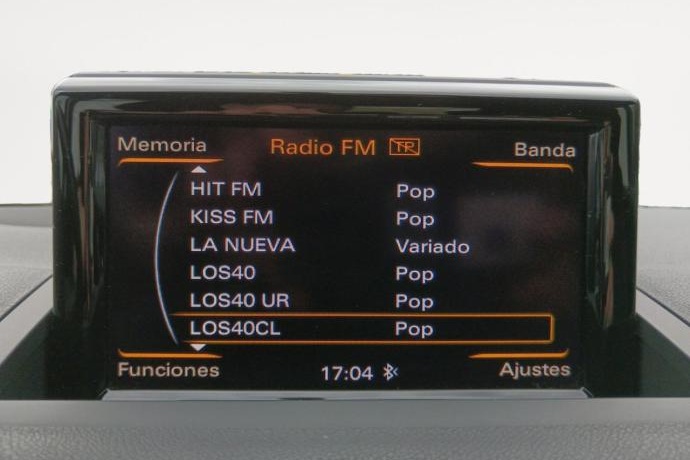 Memoria Radio FM TP Banda
HIT FM Pop
KISS FM Pop
LA NUEVA Variado
LOS40 Pop
LOS40 UR Pop
LOS40CL Pop
Funciones 17:04 Ajustes